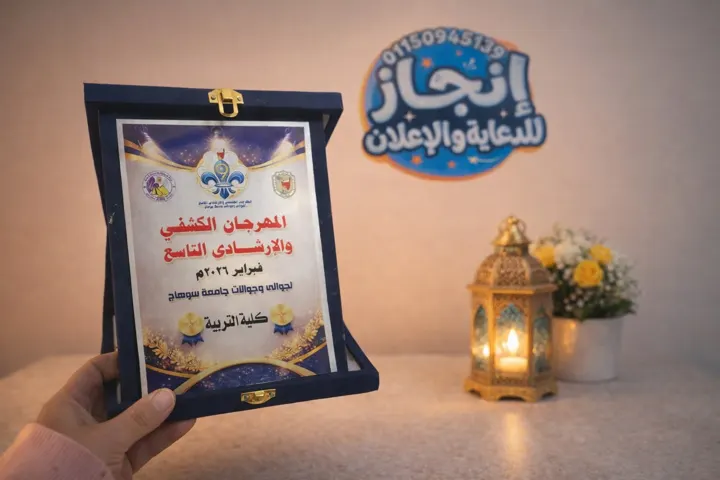 المهرجان الكشفي
والإرشادى التاسع
فبراير ٢٠٢٦م
لجوالى وجوالات جامعة سوهاج
كلية التربية
01150945139
إنجاز
للدعاية والإعلان